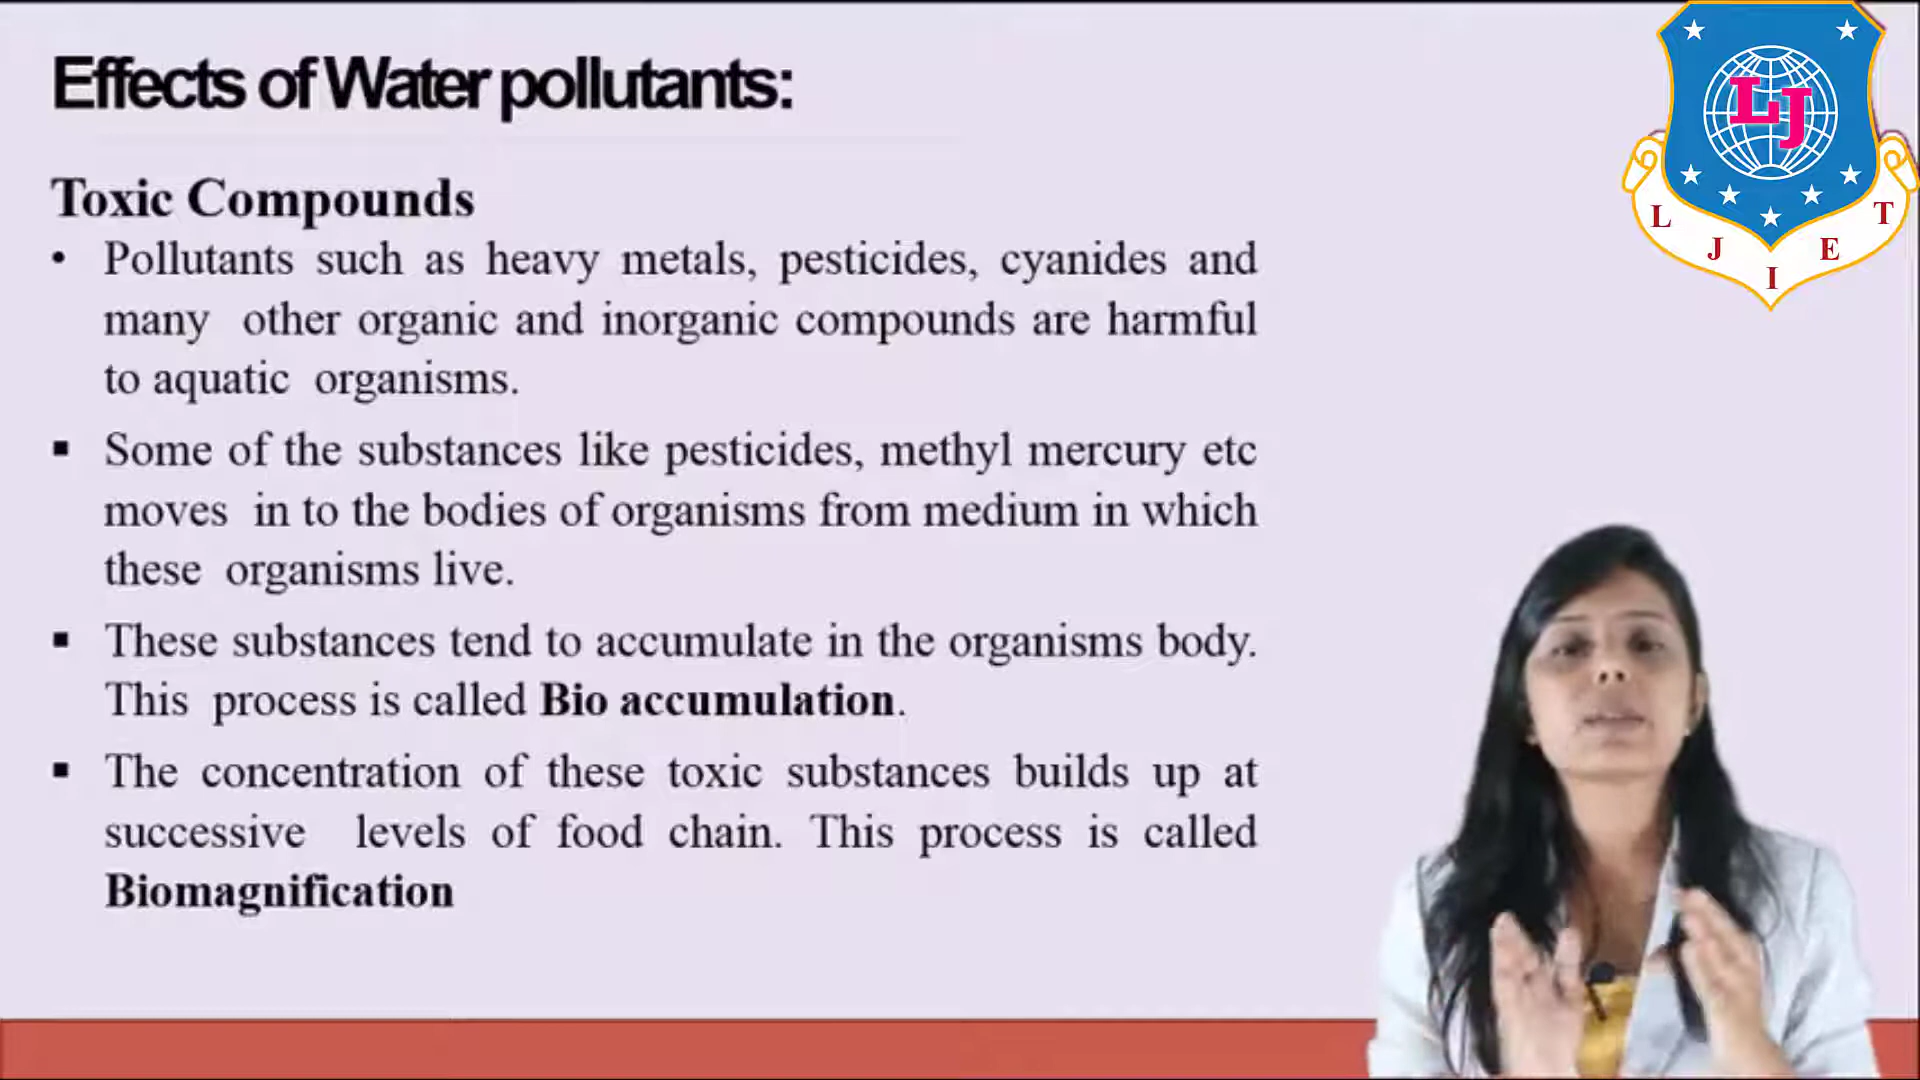 Effects of Water pollutants:
Toxic Compounds
• Pollutants such as heavy metals, pesticides, cyanides and
many other organic and inorganic compounds are harmful
to aquatic organisms.
▪ Some of the substances like pesticides, methyl mercury etc
moves in to the bodies of organisms from medium in which
these organisms live.
▪ These substances tend to accumulate in the organisms body.
This process is called Bio accumulation.
▪ The concentration of these toxic substances builds up at
successive levels of food chain. This process is called
Biomagnification
LJ
L J I E T